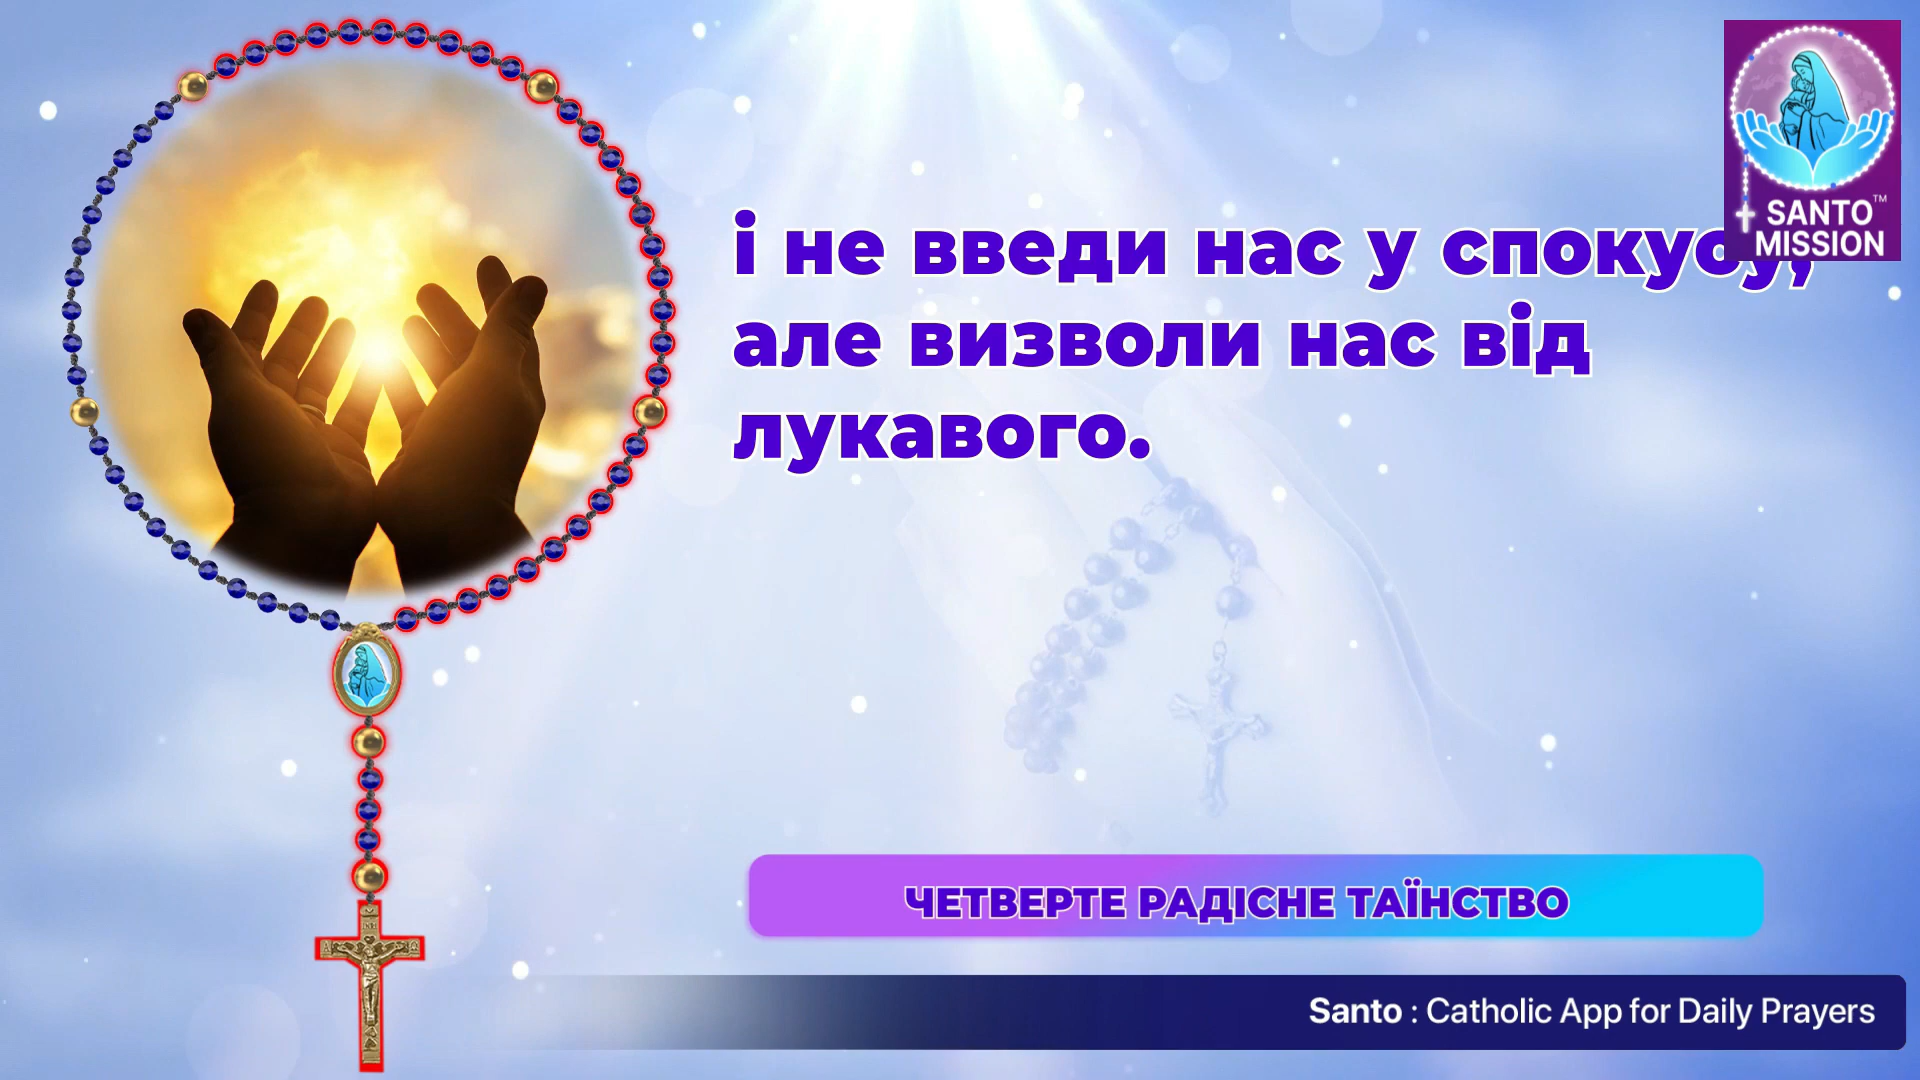 і не введи нас у спокусу,
але визволи нас від
лукавого.
SANTO™
MISSION
ЧЕТВЕРТЕ РАДІСНЕ ТАЇНСТВО
Santo : Catholic App for Daily Prayers